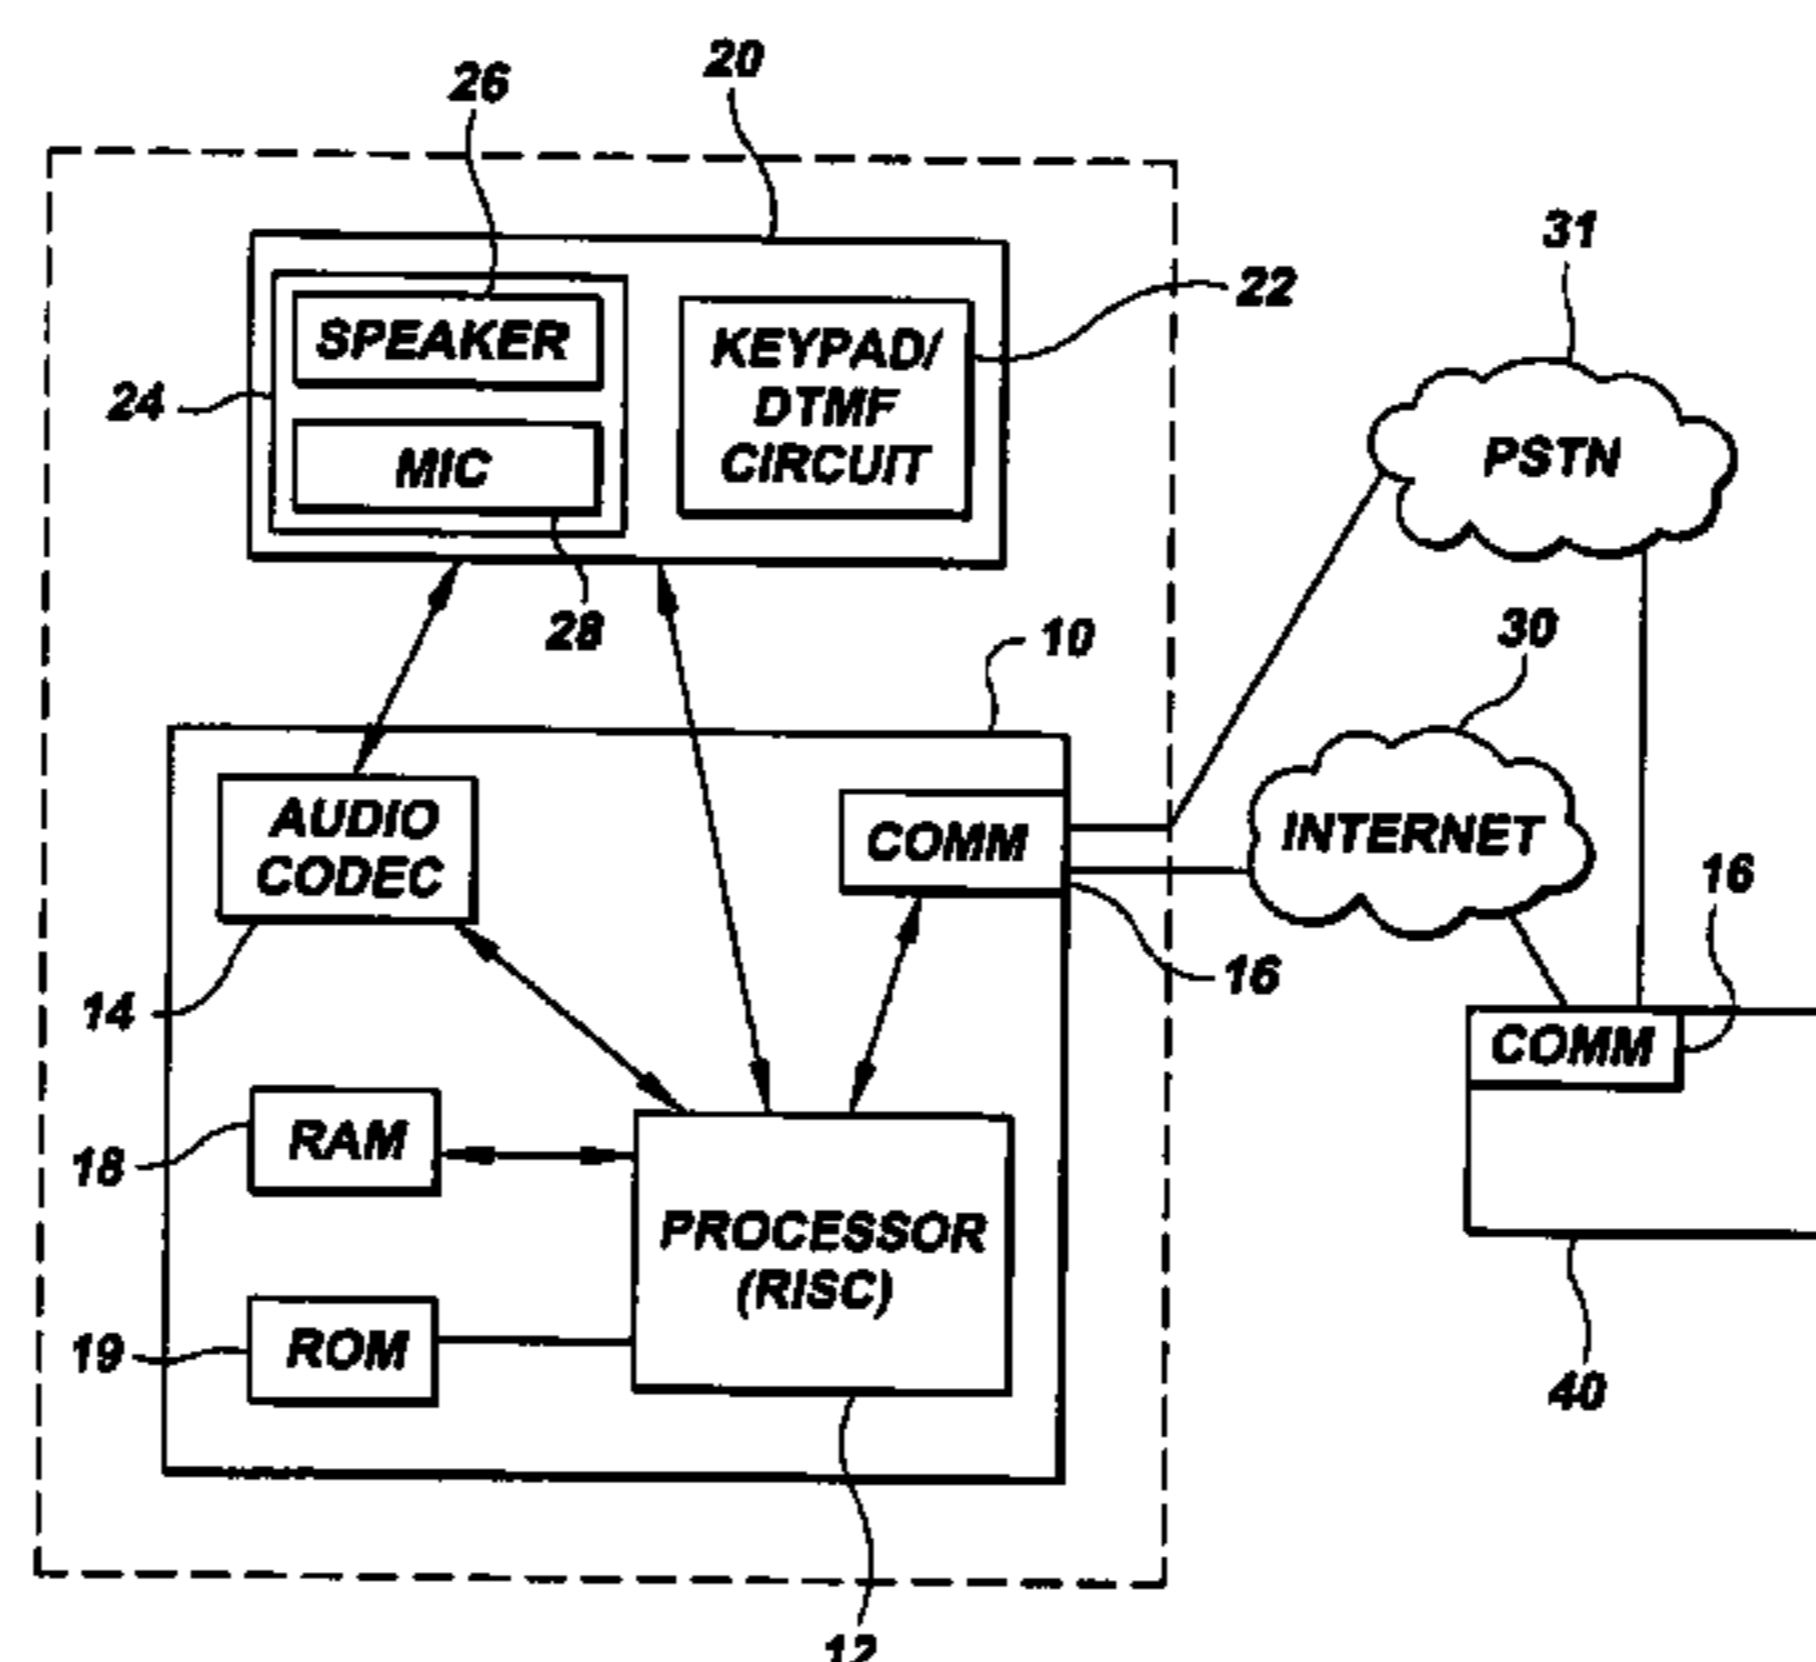 20
26
31
22
SPEAKER
KEYPAD/
DTMF
CIRCUIT
24
MIC
PSTN
28
10
30
AUDIO
CODEC
COMM
INTERNET
16
16
14
COMM
RAM
18
PROCESSOR
(RISC)
19
ROM
40
12